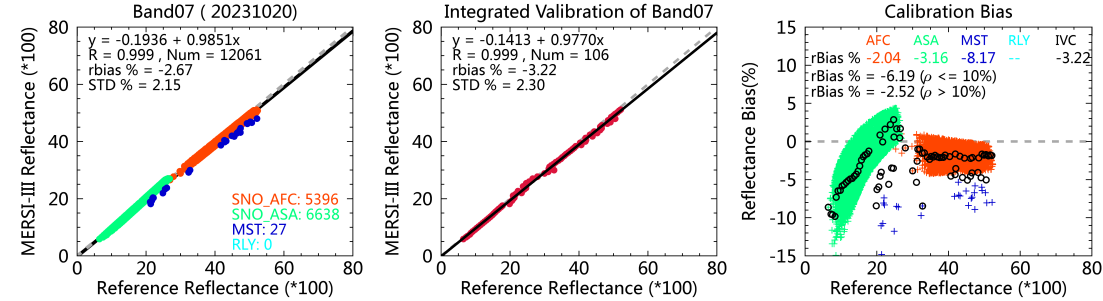 Band07 ( 20231020)
y = -0.1936 + 0.9851x
R = 0.999 , Num = 12061
rbias % = -2.67
STD % = 2.15
SNO_AFC: 5396
SNO_ASA: 6638
MST: 27
RLY: 0
MERSI-III Reflectance (*100)
80
60
40
20
0
0 20 40 60 80
Reference Reflectance (*100)
Integrated Valibration of Band07
y = -0.1413 + 0.9770x
R = 0.999 , Num = 106
rbias % = -3.22
STD % = 2.30
MERSI-III Reflectance (*100)
80
60
40
20
0
0 20 40 60 80
Reference Reflectance (*100)
Calibration Bias
AFC ASA MST RLY IVC
rBias % -2.04 -3.16 -8.17 -- -3.22
rBias % = -6.19 (ρ <= 10%)
rBias % = -2.52 (ρ > 10%)
Reflectance Bias(%)
15
10
5
0
-5
-10
-15
0 20 40 60 80
Reference Reflectance (*100)